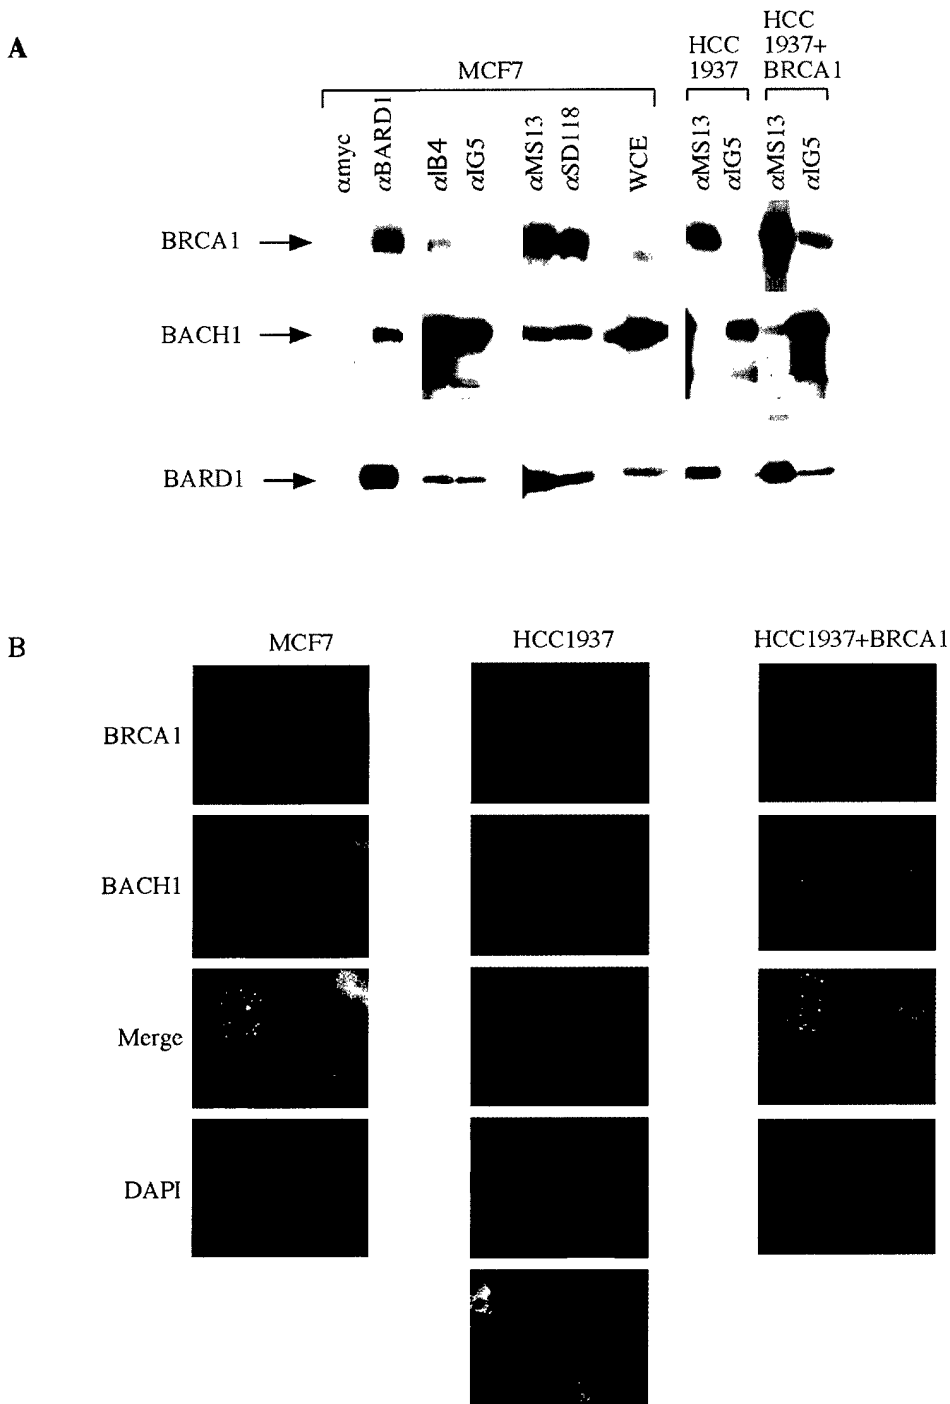 A
MCF7
HCC
1937
HCC
1937+
BRCA1
αmyc
αBARD1
αIB4
αIG5
αMS13
αSD118
WCE
αMS13
αIG5
αMS13
αIG5
BRCA1
BACH1
BARD1
B
MCF7
HCC1937
HCC1937+BRCA1
BRCA1
BACH1
Merge
DAPI